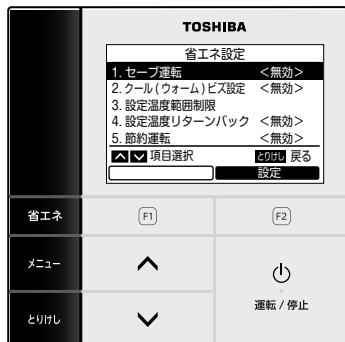 TOSHIBA
省エネ設定
1. セーブ運転 <無効>
2. クール(ウォーム)ビズ設定 <無効>
3. 設定温度範囲制限
4. 設定温度リターンバック <無効>
5. 節約運転 <無効>
項目選択 とりけし 戻る
設定
省エネ F1 F2
メニュー
運転 / 停止
とりけし